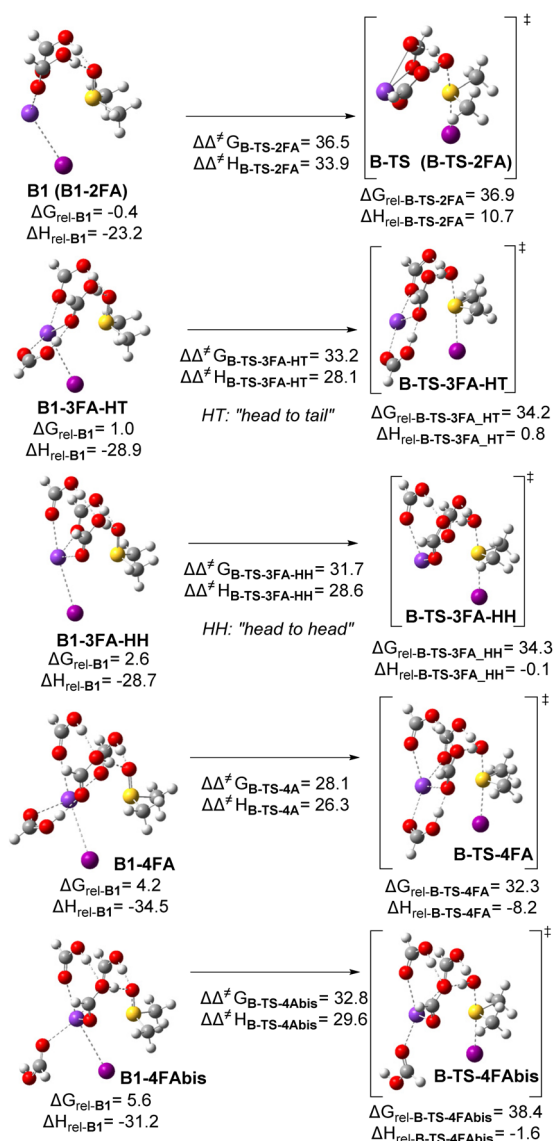 ‡
ΔΔ≠G_B-TS-2FA = 36.5
ΔΔ≠H_B-TS-2FA = 33.9
B1 (B1-2FA)
B-TS (B-TS-2FA)
ΔG_rel-B1 = -0.4
ΔH_rel-B1 = -23.2
ΔG_rel-B-TS-2FA = 36.9
ΔH_rel-B-TS-2FA = 10.7
‡
ΔΔ≠G_B-TS-3FA-HT = 33.2
ΔΔ≠H_B-TS-3FA-HT = 28.1
B1-3FA-HT
B-TS-3FA-HT
HT: "head to tail"
ΔG_rel-B1 = 1.0
ΔH_rel-B1 = -28.9
ΔG_rel-B-TS-3FA_HT = 34.2
ΔH_rel-B-TS-3FA_HT = 0.8
‡
ΔΔ≠G_B-TS-3FA-HH = 31.7
ΔΔ≠H_B-TS-3FA-HH = 28.6
B1-3FA-HH
B-TS-3FA-HH
HH: "head to head"
ΔG_rel-B1 = 2.6
ΔH_rel-B1 = -28.7
ΔG_rel-B-TS-3FA_HH = 34.3
ΔH_rel-B-TS-3FA_HH = -0.1
‡
ΔΔ≠G_B-TS-4A = 28.1
ΔΔ≠H_B-TS-4A = 26.3
B1-4FA
B-TS-4FA
ΔG_rel-B1 = 4.2
ΔH_rel-B1 = -34.5
ΔG_rel-B-TS-4FA = 32.3
ΔH_rel-B-TS-4FA = -8.2
‡
ΔΔ≠G_B-TS-4Abis = 32.8
ΔΔ≠H_B-TS-4Abis = 29.6
B1-4FAbis
B-TS-4FAbis
ΔG_rel-B1 = 5.6
ΔH_rel-B1 = -31.2
ΔG_rel-B-TS-4FAbis = 38.4
ΔH_rel-B-TS-4FAbis = -1.6